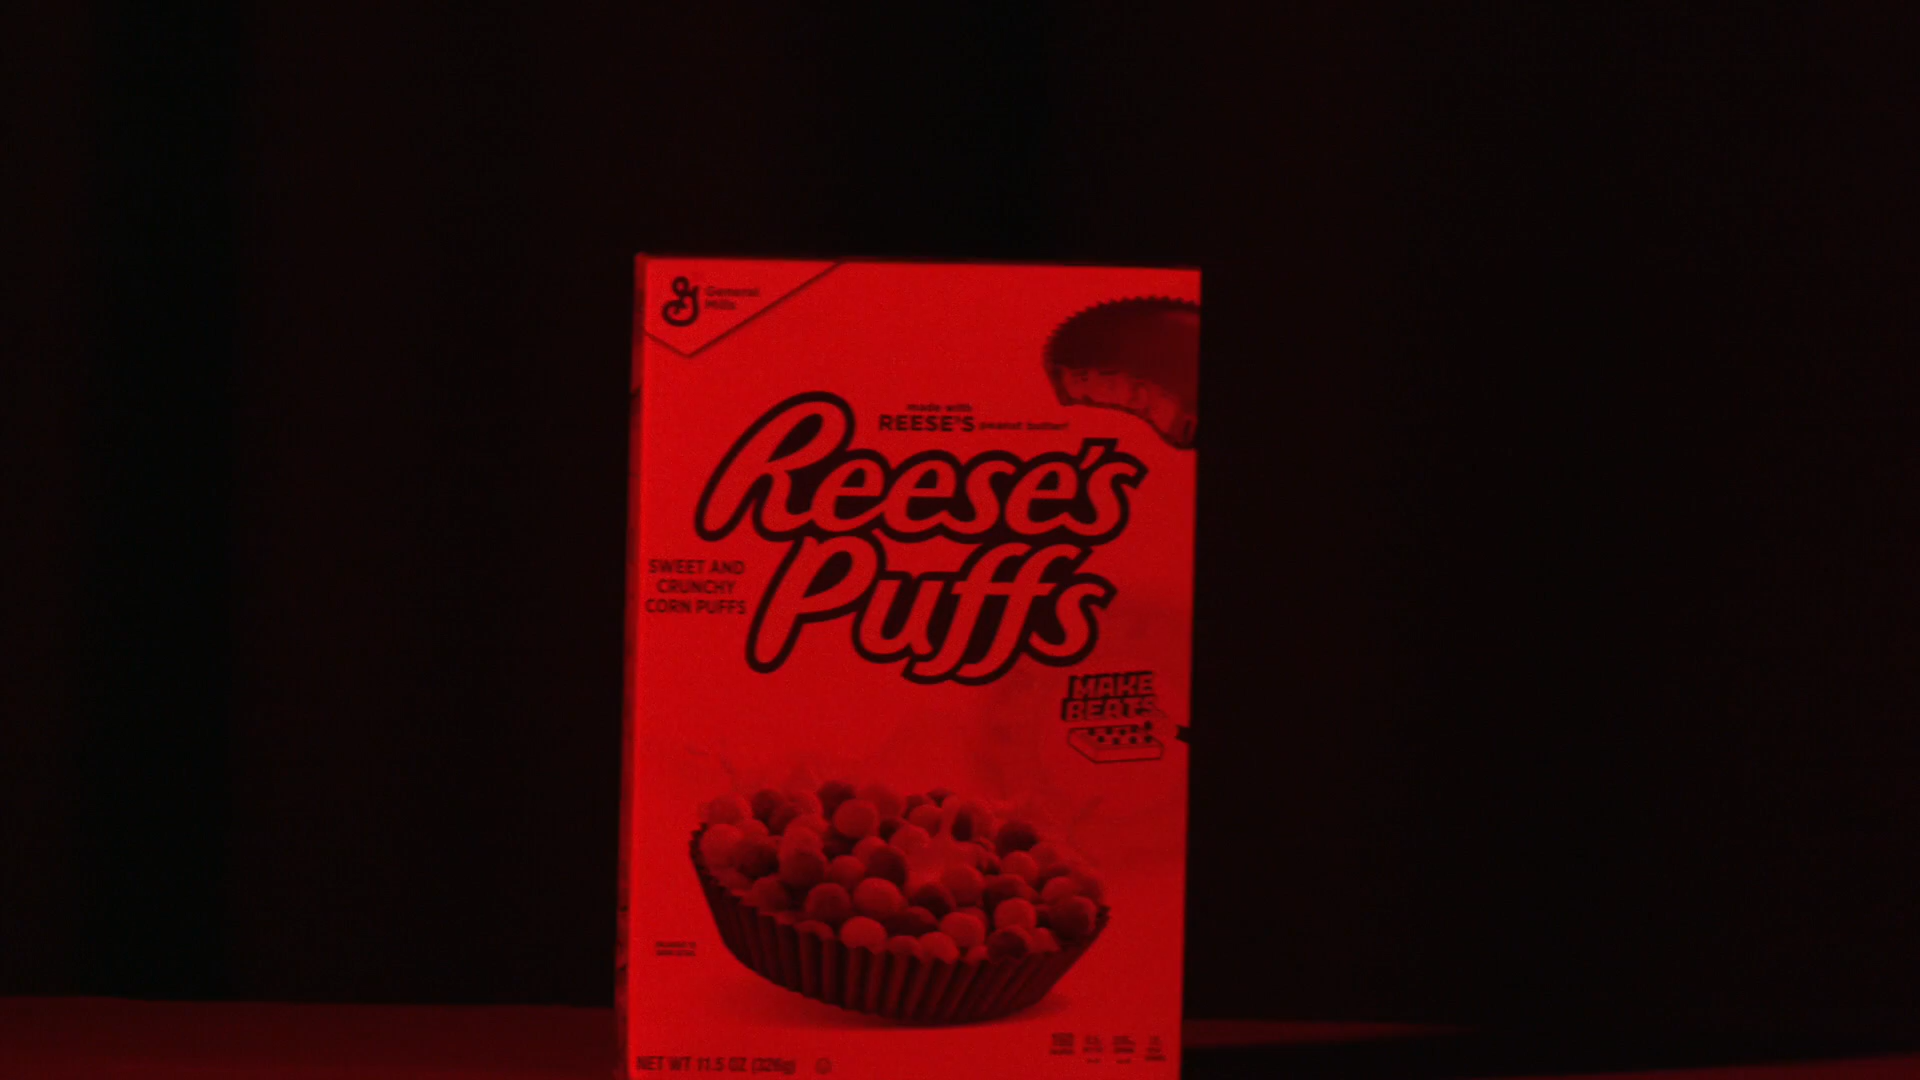 General
Mills
made with
REESE'S peanut butter!
Reese's
Puffs
SWEET AND
CRUNCHY
CORN PUFFS
MAKE
BEATS
NET WT 11.5 OZ (326g)